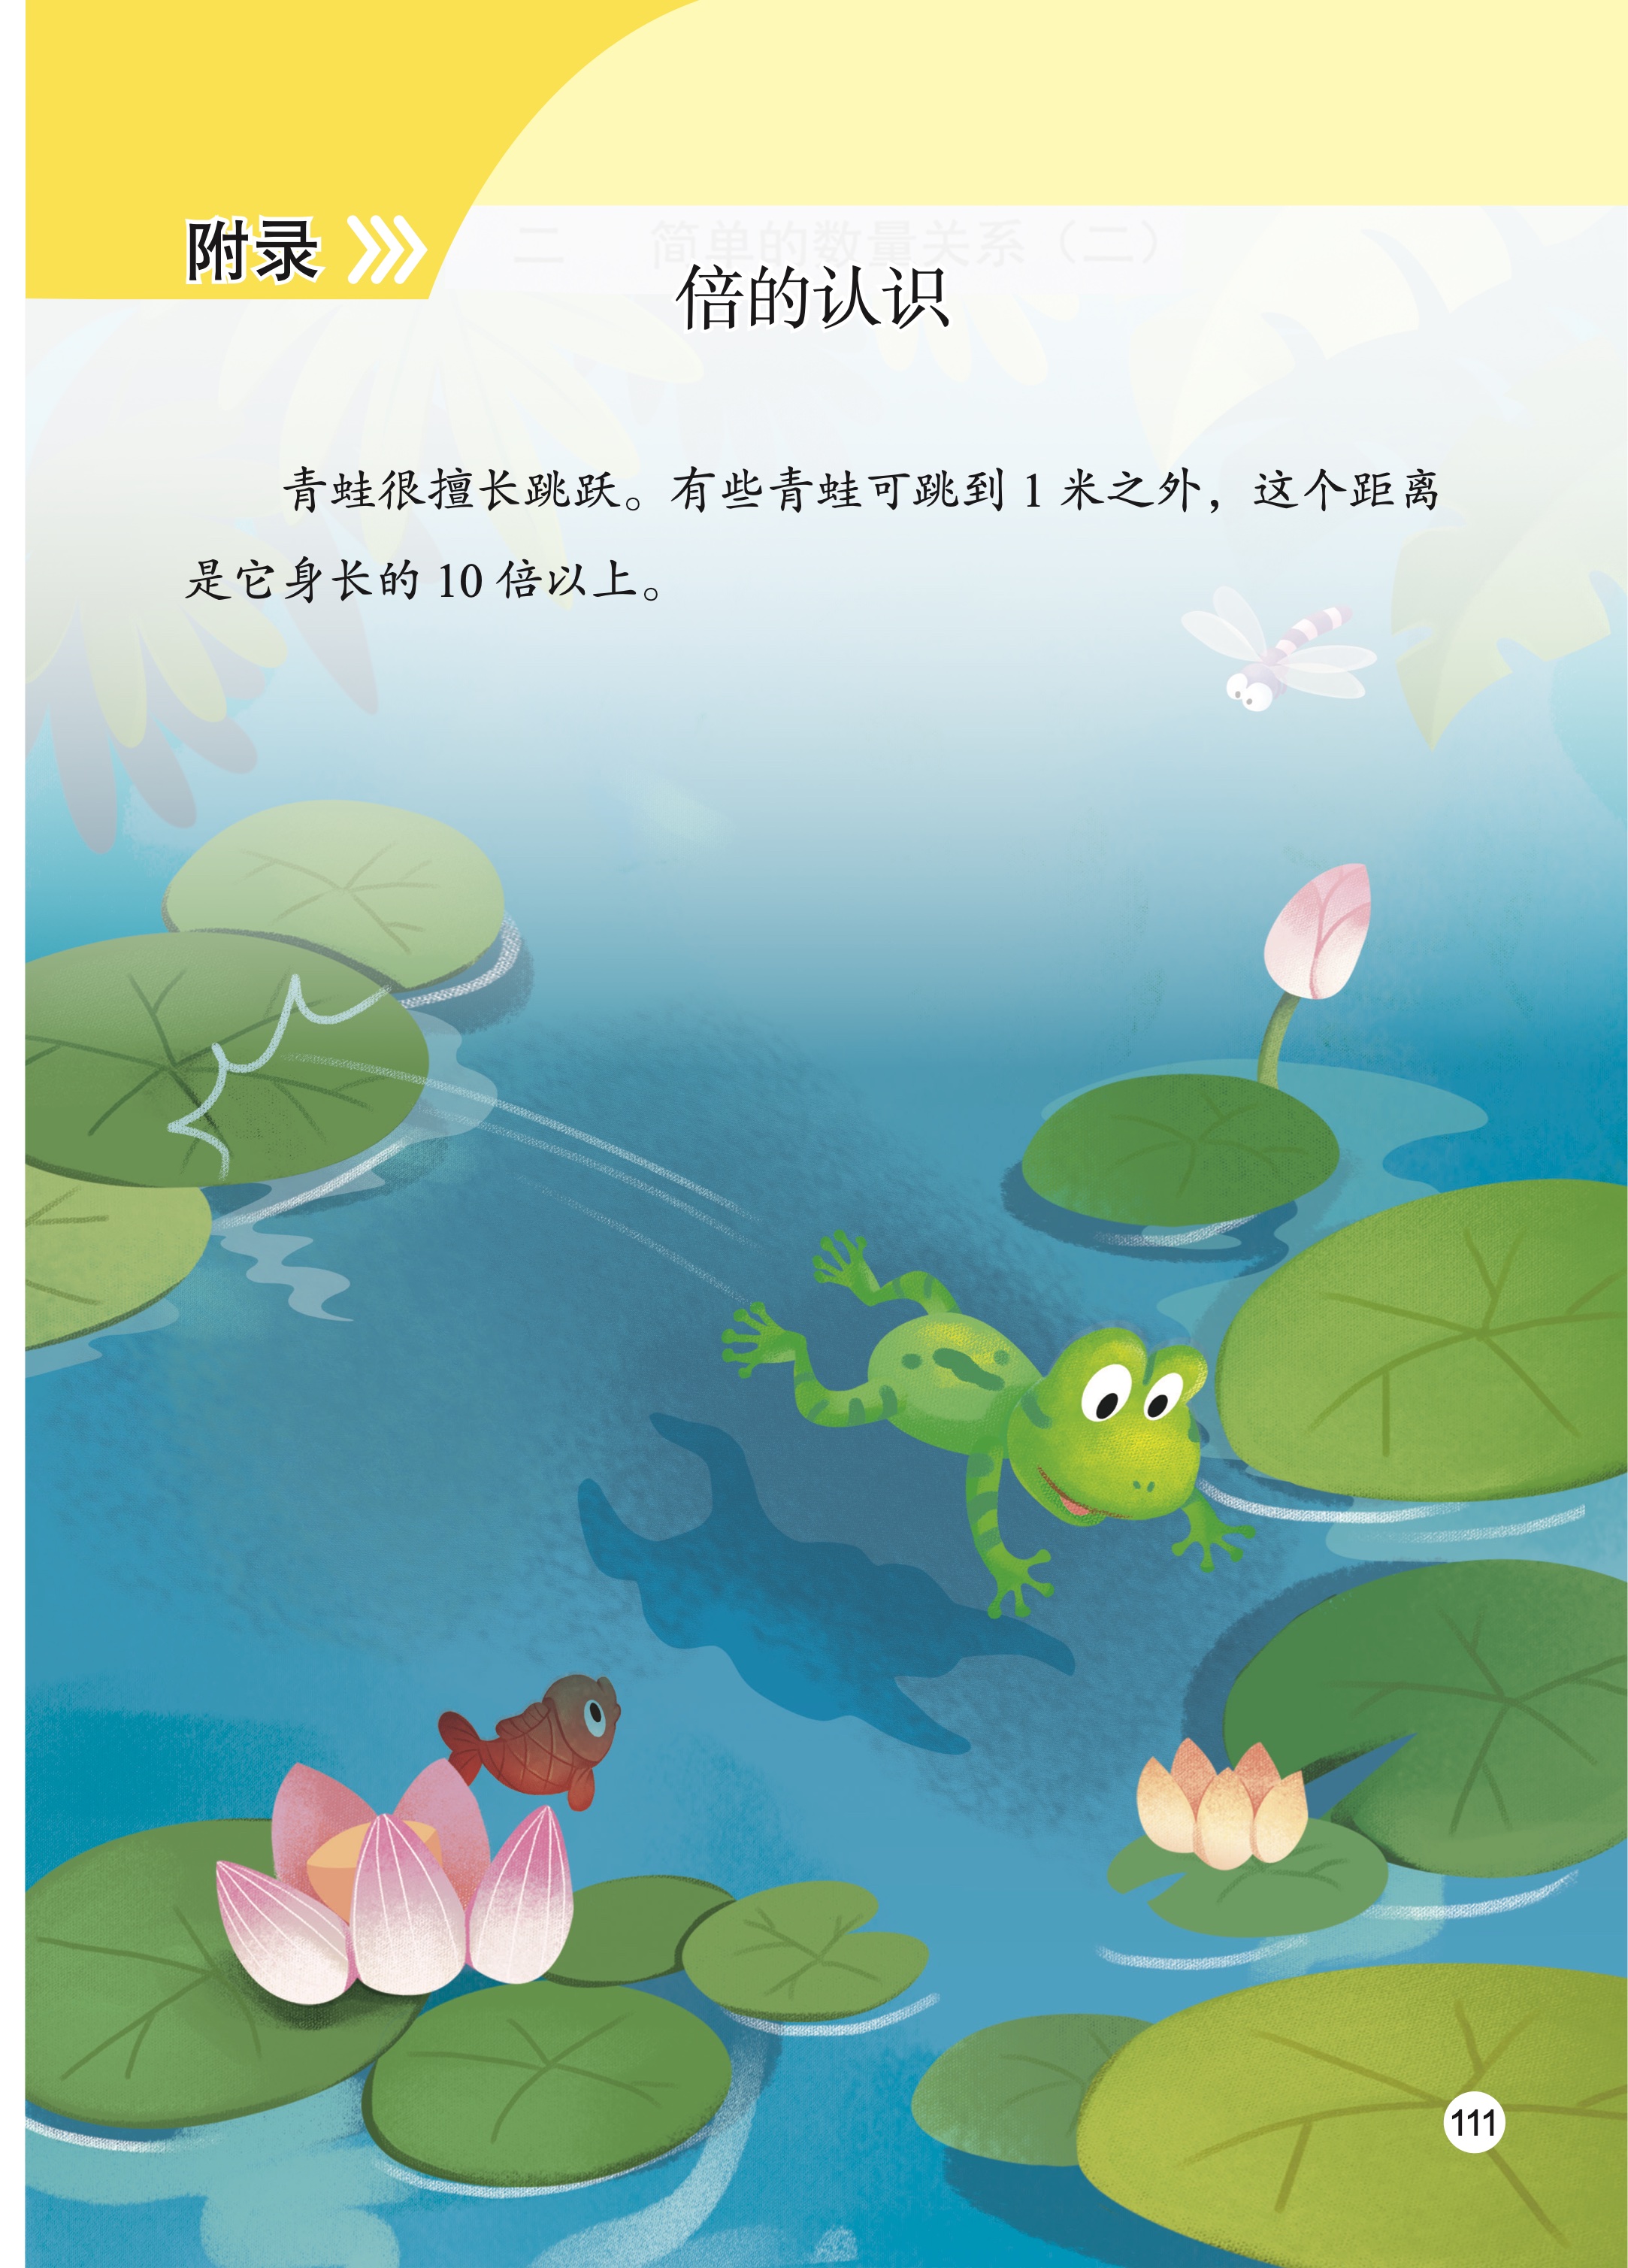 附录
二 简单的数量关系（二）
倍的认识
青蛙很擅长跳跃。有些青蛙可跳到 1 米之外，这个距离
是它身长的 10 倍以上。
111